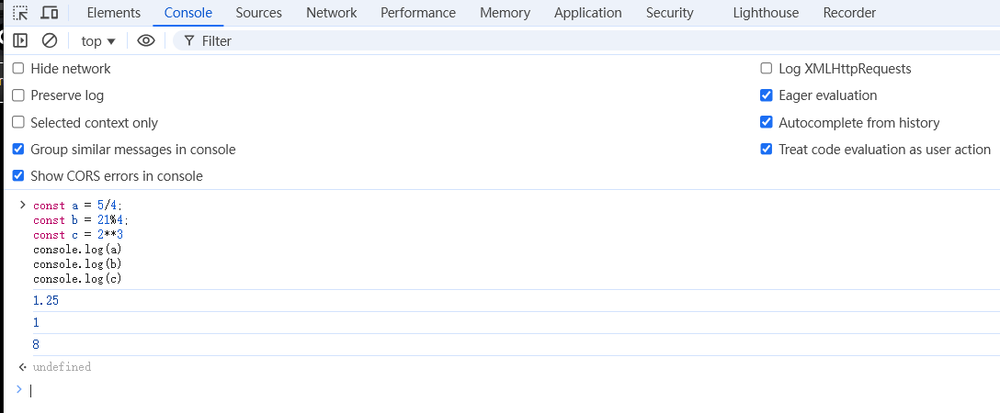 Elements Console Sources Network Performance Memory Application Security Lighthouse Recorder
top Filter
Hide network Log XMLHttpRequests
Preserve log Eager evaluation
Selected context only Autocomplete from history
Group similar messages in console Treat code evaluation as user action
Show CORS errors in console
const a = 5/4;
const b = 21%4;
const c = 2**3
console.log(a)
console.log(b)
console.log(c)
1.25
1
8
undefined